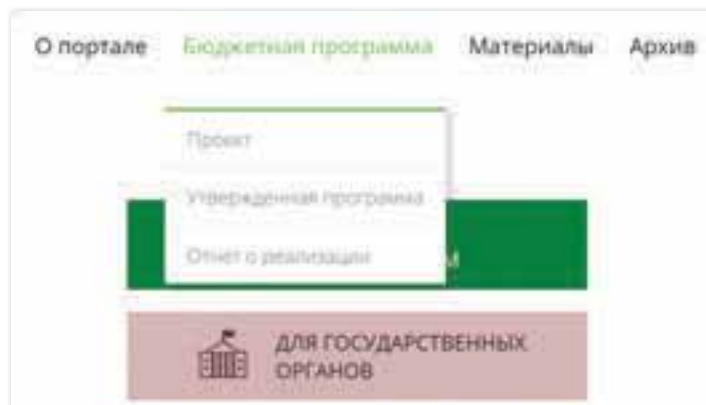 О портале Бюджетная программа Материалы Архив
Проект
Утвержденная программа
Отчет о реализации
М
ДЛЯ ГОСУДАРСТВЕННЫХ
ОРГАНОВ